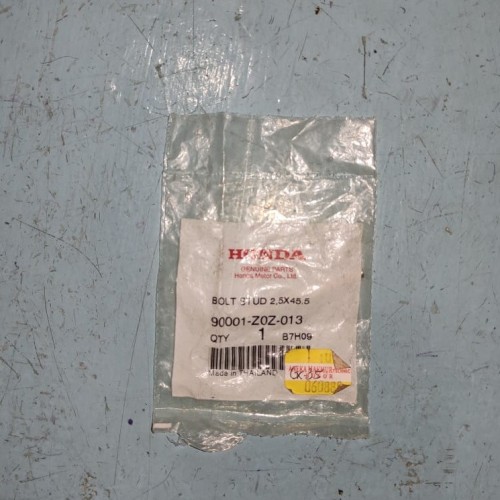 HONDA
GENUINE PARTS
Honda Motor Co., Ltd.
BOLT STUD 2,5X45.5
90001-Z0Z-013
QTY 1 B7H09
Made in THAILAND